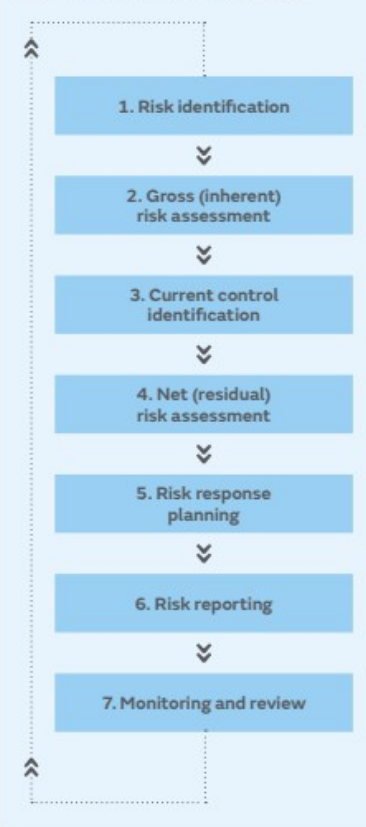 1. Risk identification
2. Gross (inherent)
risk assessment
3. Current control
identification
4. Net (residual)
risk assessment
5. Risk response
planning
6. Risk reporting
7. Monitoring and review